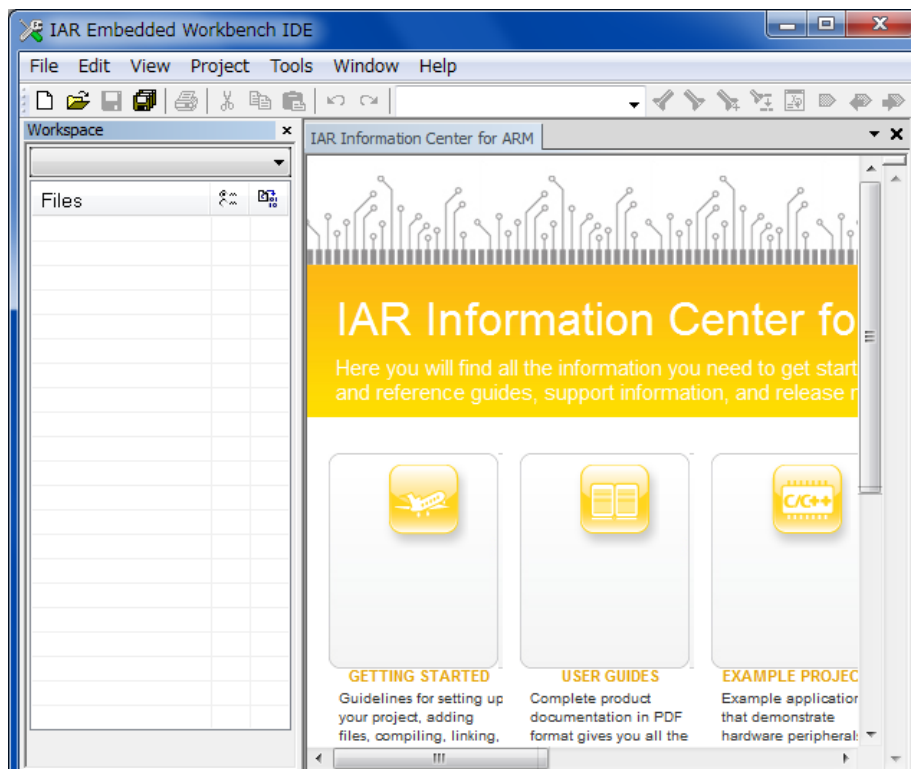 IAR Embedded Workbench IDE
File Edit View Project Tools Window Help
Workspace
IAR Information Center for ARM
Files
IAR Information Center fo
Here you will find all the information you need to get start
and reference guides, support information, and release
C/C++
GETTING STARTED
Guidelines for setting up
your project, adding
files, compiling, linking,
USER GUIDES
Complete product
documentation in PDF
format gives you all the
EXAMPLE PROJEC
Example application
that demonstrate
hardware peripheral